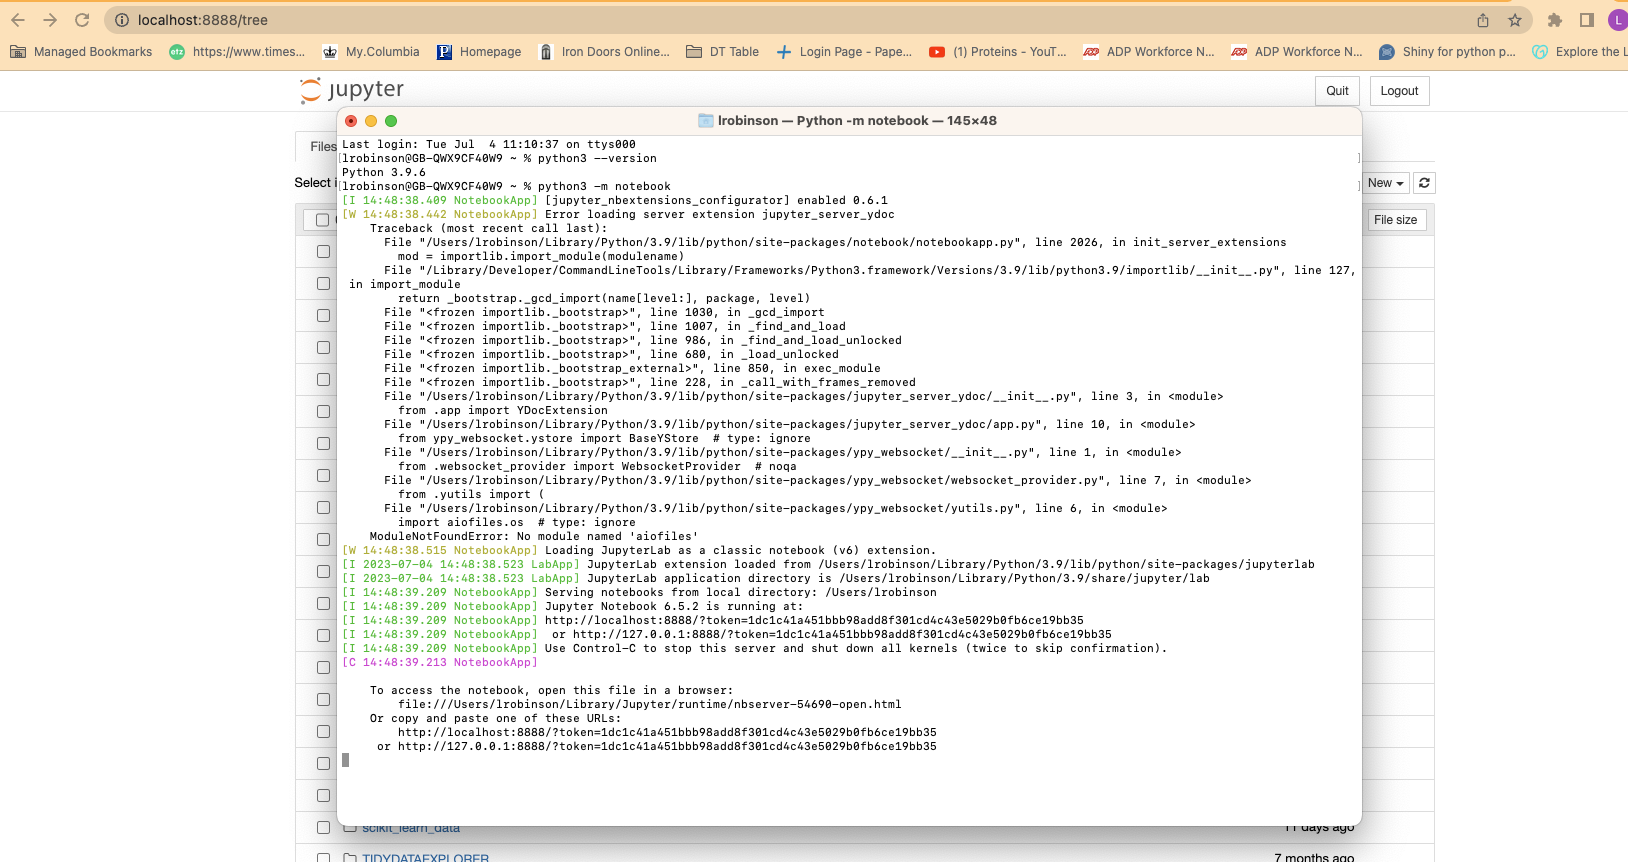 localhost:8888/tree
L
Managed Bookmarks
https://www.times...
My.Columbia
Homepage
Iron Doors Online...
DT Table
Login Page - Pape...
(1) Proteins - YouT...
ADP Workforce N...
ADP Workforce N...
Shiny for python p...
Explore the L
jupyter
Quit
Logout
lrobinson — Python -m notebook — 145×48
Files
Select i
New
File size
Last login: Tue Jul  4 11:10:37 on ttys000
[lrobinson@GB-QWX9CF40W9 ~ % python3 --version ]
Python 3.9.6
[lrobinson@GB-QWX9CF40W9 ~ % python3 -m notebook ]
[I 14:48:38.409 NotebookApp] [jupyter_nbextensions_configurator] enabled 0.6.1
[W 14:48:38.442 NotebookApp] Error loading server extension jupyter_server_ydoc
    Traceback (most recent call last):
      File "/Users/lrobinson/Library/Python/3.9/lib/python/site-packages/notebook/notebookapp.py", line 2026, in init_server_extensions
        mod = importlib.import_module(modulename)
      File "/Library/Developer/CommandLineTools/Library/Frameworks/Python3.framework/Versions/3.9/lib/python3.9/importlib/__init__.py", line 127,
 in import_module
        return _bootstrap._gcd_import(name[level:], package, level)
      File "<frozen importlib._bootstrap>", line 1030, in _gcd_import
      File "<frozen importlib._bootstrap>", line 1007, in _find_and_load
      File "<frozen importlib._bootstrap>", line 986, in _find_and_load_unlocked
      File "<frozen importlib._bootstrap>", line 680, in _load_unlocked
      File "<frozen importlib._bootstrap_external>", line 850, in exec_module
      File "<frozen importlib._bootstrap>", line 228, in _call_with_frames_removed
      File "/Users/lrobinson/Library/Python/3.9/lib/python/site-packages/jupyter_server_ydoc/__init__.py", line 3, in <module>
        from .app import YDocExtension
      File "/Users/lrobinson/Library/Python/3.9/lib/python/site-packages/jupyter_server_ydoc/app.py", line 10, in <module>
        from ypy_websocket.ystore import BaseYStore  # type: ignore
      File "/Users/lrobinson/Library/Python/3.9/lib/python/site-packages/ypy_websocket/__init__.py", line 1, in <module>
        from .websocket_provider import WebsocketProvider  # noqa
      File "/Users/lrobinson/Library/Python/3.9/lib/python/site-packages/ypy_websocket/websocket_provider.py", line 7, in <module>
        from .yutils import (
      File "/Users/lrobinson/Library/Python/3.9/lib/python/site-packages/ypy_websocket/yutils.py", line 6, in <module>
        import aiofiles.os  # type: ignore
    ModuleNotFoundError: No module named 'aiofiles'
[W 14:48:38.515 NotebookApp] Loading JupyterLab as a classic notebook (v6) extension.
[I 2023-07-04 14:48:38.523 LabApp] JupyterLab extension loaded from /Users/lrobinson/Library/Python/3.9/lib/python/site-packages/jupyterlab
[I 2023-07-04 14:48:38.523 LabApp] JupyterLab application directory is /Users/lrobinson/Library/Python/3.9/share/jupyter/lab
[I 14:48:39.209 NotebookApp] Serving notebooks from local directory: /Users/lrobinson
[I 14:48:39.209 NotebookApp] Jupyter Notebook 6.5.2 is running at:
[I 14:48:39.209 NotebookApp] http://localhost:8888/?token=1dc1c41a451bbb98add8f301cd4c43e5029b0fb6ce19bb35
[I 14:48:39.209 NotebookApp]  or http://127.0.0.1:8888/?token=1dc1c41a451bbb98add8f301cd4c43e5029b0fb6ce19bb35
[I 14:48:39.209 NotebookApp] Use Control-C to stop this server and shut down all kernels (twice to skip confirmation).
[C 14:48:39.213 NotebookApp]
    To access the notebook, open this file in a browser:
        file:///Users/lrobinson/Library/Jupyter/runtime/nbserver-54690-open.html
    Or copy and paste one of these URLs:
        http://localhost:8888/?token=1dc1c41a451bbb98add8f301cd4c43e5029b0fb6ce19bb35
     or http://127.0.0.1:8888/?token=1dc1c41a451bbb98add8f301cd4c43e5029b0fb6ce19bb35
scikit_learn_data 11 days ago
TIDYDATAEXPLORER 7 months ago